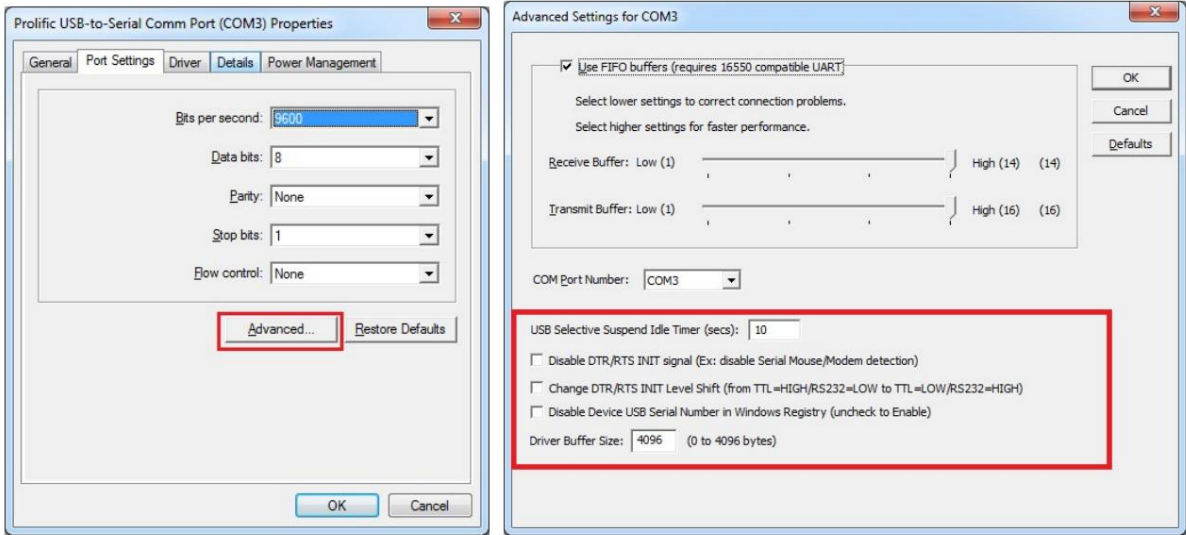 Prolific USB-to-Serial Comm Port (COM3) Properties
General Port Settings Driver Details Power Management
Bits per second: 9600
Data bits: 8
Parity: None
Stop bits: 1
Flow control: None
Advanced... Restore Defaults
OK Cancel
Advanced Settings for COM3
Use FIFO buffers (requires 16550 compatible UART
OK
Select lower settings to correct connection problems.
Cancel
Select higher settings for faster performance.
Defaults
Receive Buffer: Low (1) High (14) (14)
Transmit Buffer: Low (1) High (16) (16)
COM Port Number: COM3
USB Selective Suspend Idle Timer (secs): 10
Disable DTR/RTS INIT signal (Ex: disable Serial Mouse/Modem detection)
Change DTR/RTS INIT Level Shift (from TTL=HIGH/RS232=LOW to TTL=LOW/RS232=HIGH)
Disable Device USB Serial Number in Windows Registry (uncheck to Enable)
Driver Buffer Size: 4096 (0 to 4096 bytes)